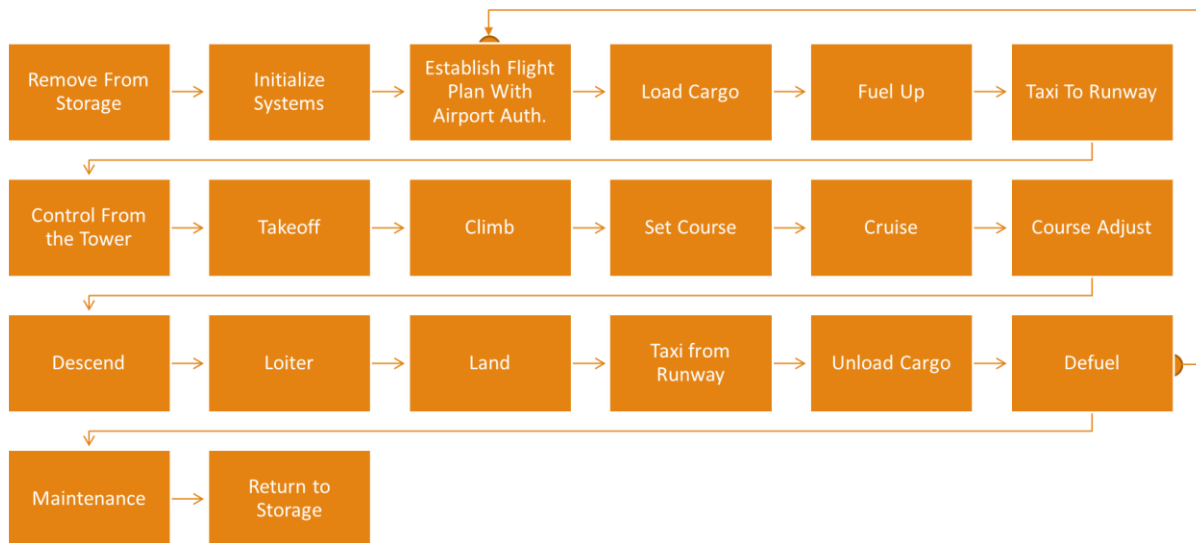 Remove From
Storage
Initialize
Systems
Establish Flight
Plan With
Airport Auth.
Load Cargo
Fuel Up
Taxi To Runway
Control From
the Tower
Takeoff
Climb
Set Course
Cruise
Course Adjust
Descend
Loiter
Land
Taxi from
Runway
Unload Cargo
Defuel
Maintenance
Return to
Storage